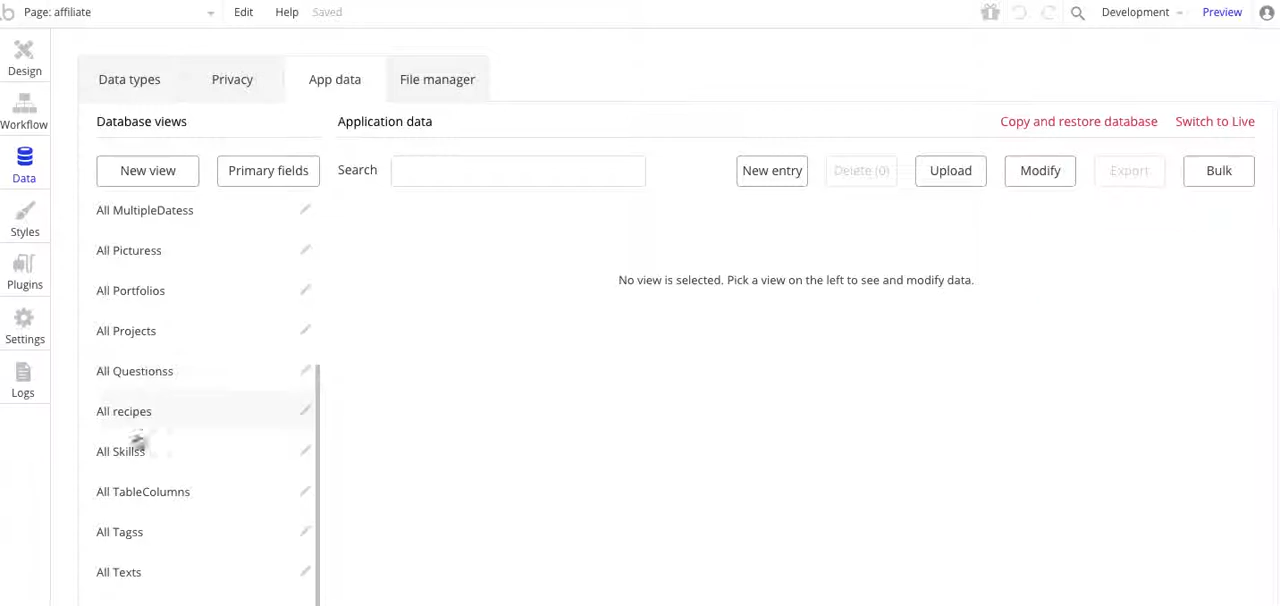 Page: affiliate
Edit
Help
Saved
Development
Preview
Design
Workflow
Data
Styles
Plugins
Settings
Logs
Data types
Privacy
App data
File manager
Database views
Application data
Copy and restore database
Switch to Live
New view
Primary fields
Search
New entry
Delete (0)
Upload
Modify
Export
Bulk
All MultipleDatess
All Picturess
All Portfolios
All Projects
All Questionss
All recipes
All Skillss
All TableColumns
All Tagss
All Texts
No view is selected. Pick a view on the left to see and modify data.